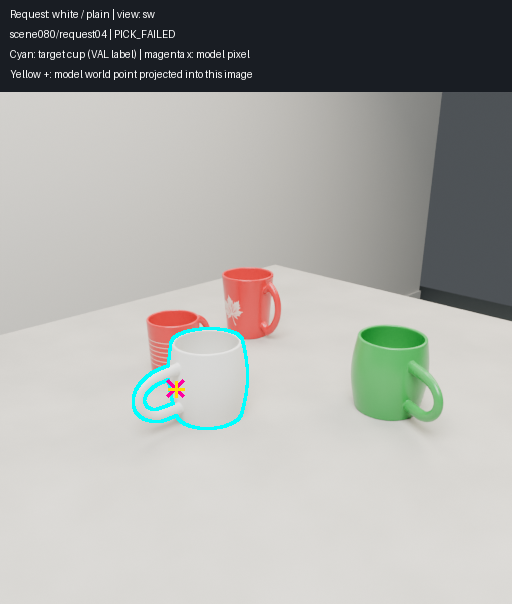 Request: white / plain | view: sw
scene080/request04 | PICK_FAILED
Cyan: target cup (VAL label) | magenta x: model pixel
Yellow +: model world point projected into this image